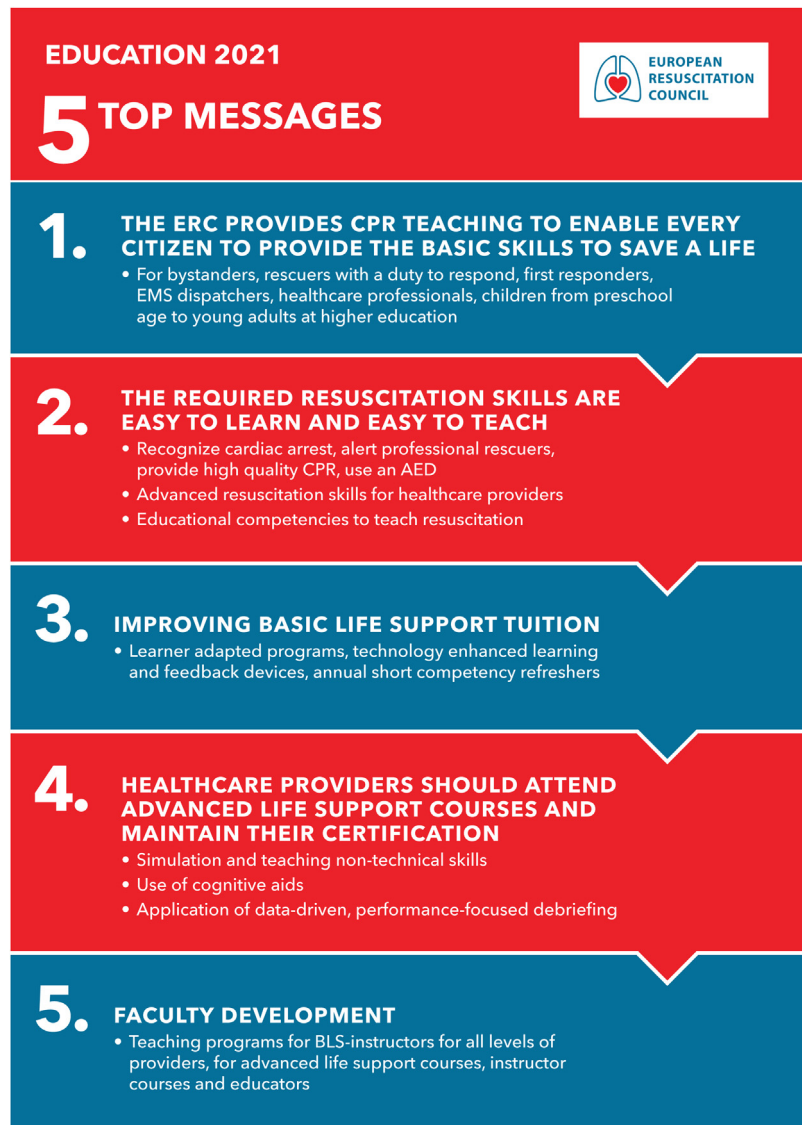 EDUCATION 2021
5 TOP MESSAGES
EUROPEAN
RESUSCITATION
COUNCIL
1.
THE ERC PROVIDES CPR TEACHING TO ENABLE EVERY
CITIZEN TO PROVIDE THE BASIC SKILLS TO SAVE A LIFE
• For bystanders, rescuers with a duty to respond, first responders,
EMS dispatchers, healthcare professionals, children from preschool
age to young adults at higher education
2.
THE REQUIRED RESUSCITATION SKILLS ARE
EASY TO LEARN AND EASY TO TEACH
• Recognize cardiac arrest, alert professional rescuers,
provide high quality CPR, use an AED
• Advanced resuscitation skills for healthcare providers
• Educational competencies to teach resuscitation
3.
IMPROVING BASIC LIFE SUPPORT TUITION
• Learner adapted programs, technology enhanced learning
and feedback devices, annual short competency refreshers
4.
HEALTHCARE PROVIDERS SHOULD ATTEND
ADVANCED LIFE SUPPORT COURSES AND
MAINTAIN THEIR CERTIFICATION
• Simulation and teaching non-technical skills
• Use of cognitive aids
• Application of data-driven, performance-focused debriefing
5.
FACULTY DEVELOPMENT
• Teaching programs for BLS-instructors for all levels of
providers, for advanced life support courses, instructor
courses and educators